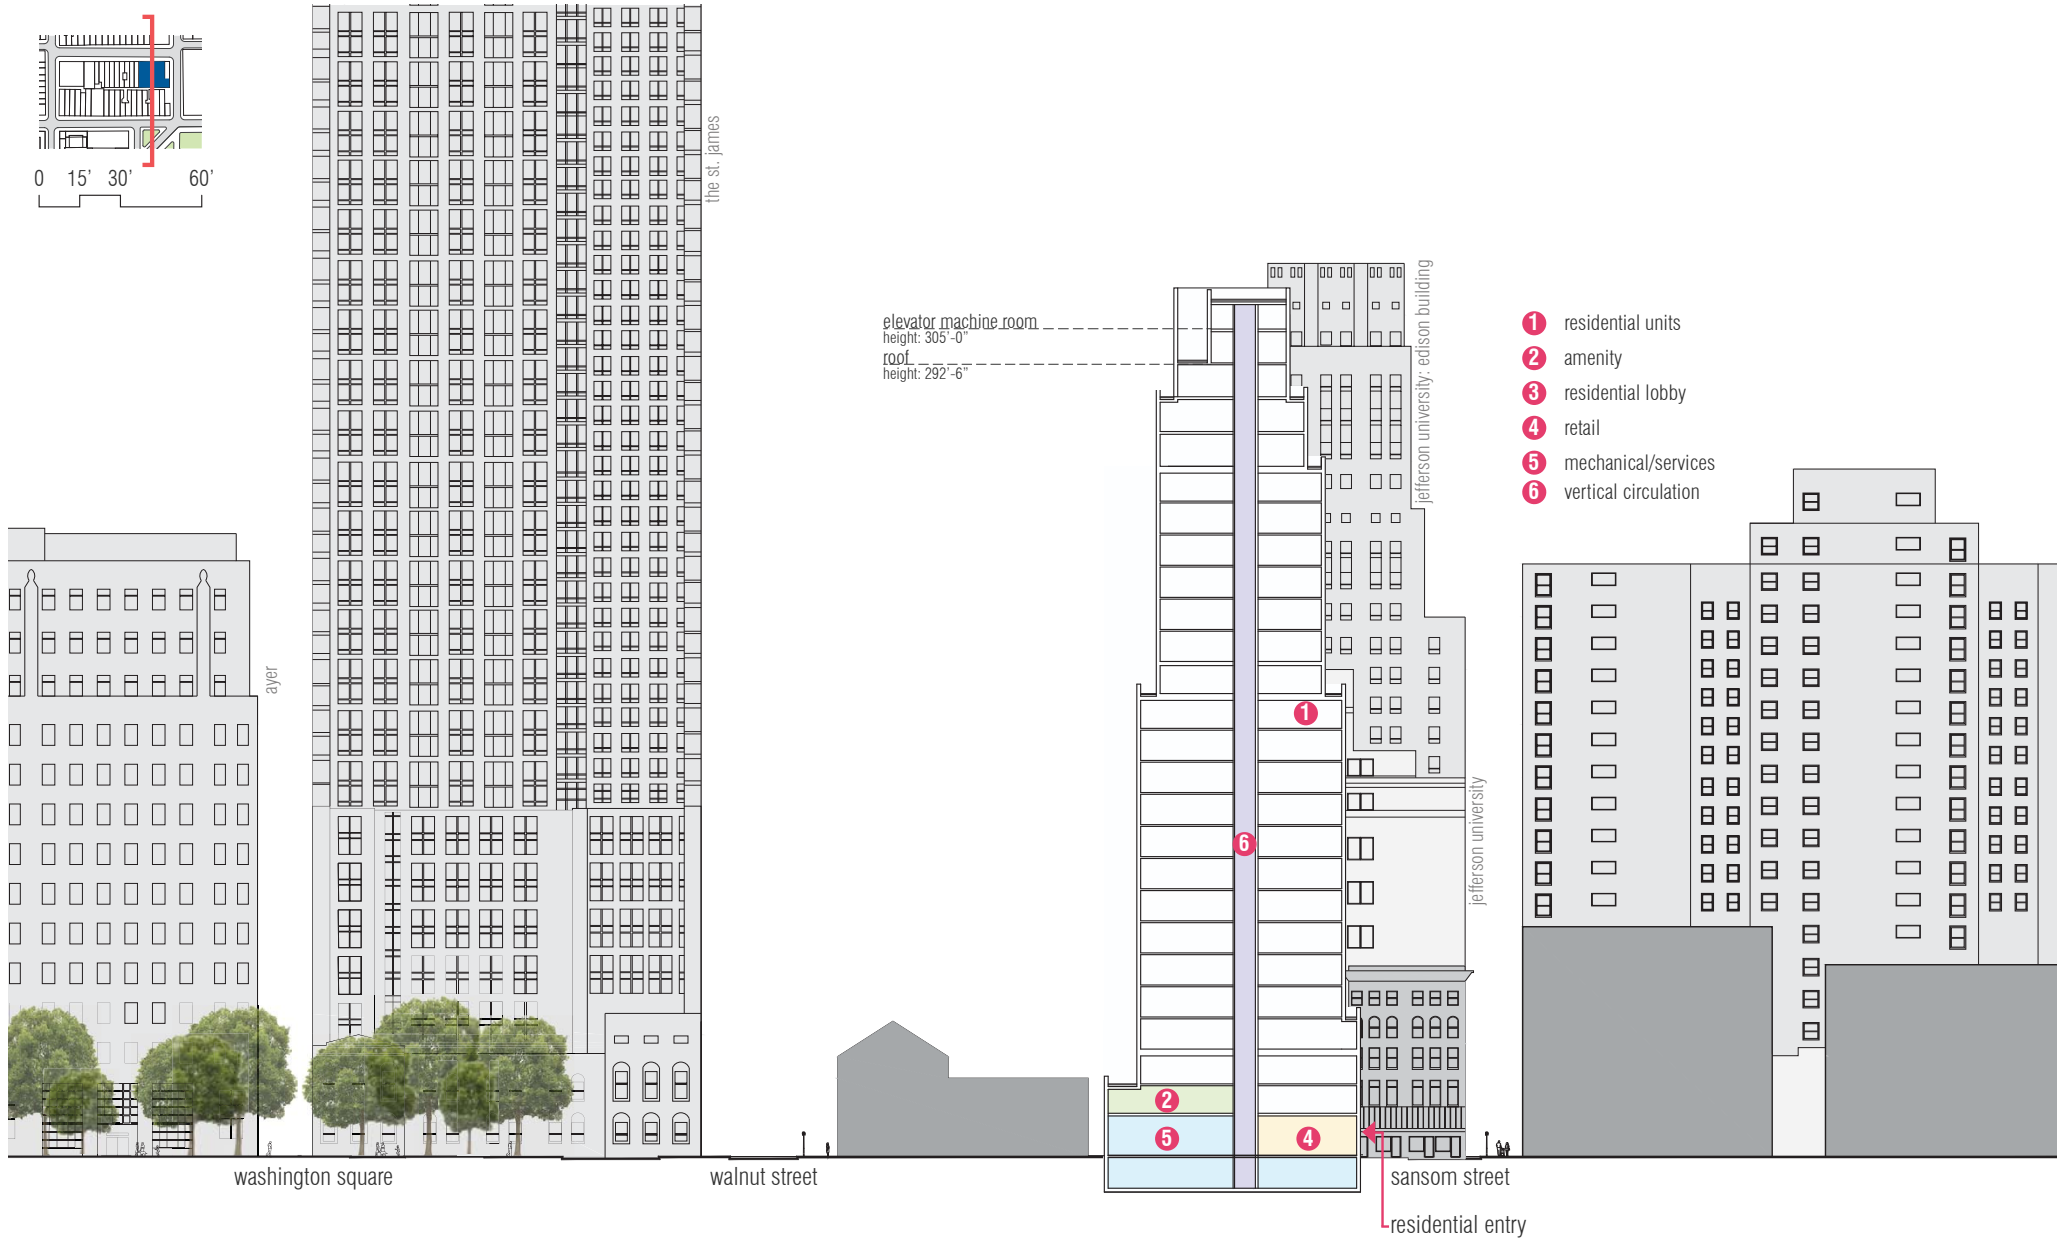 0 15' 30' 60'
the st. james
elevator machine room
height: 305'-0"
roof
height: 292'-6"
jefferson university: edison building
1 residential units
2 amenity
3 residential lobby
4 retail
5 mechanical/services
6 vertical circulation
ayer
1
6
jefferson university
2
5
4
washington square
walnut street
sansom street
residential entry